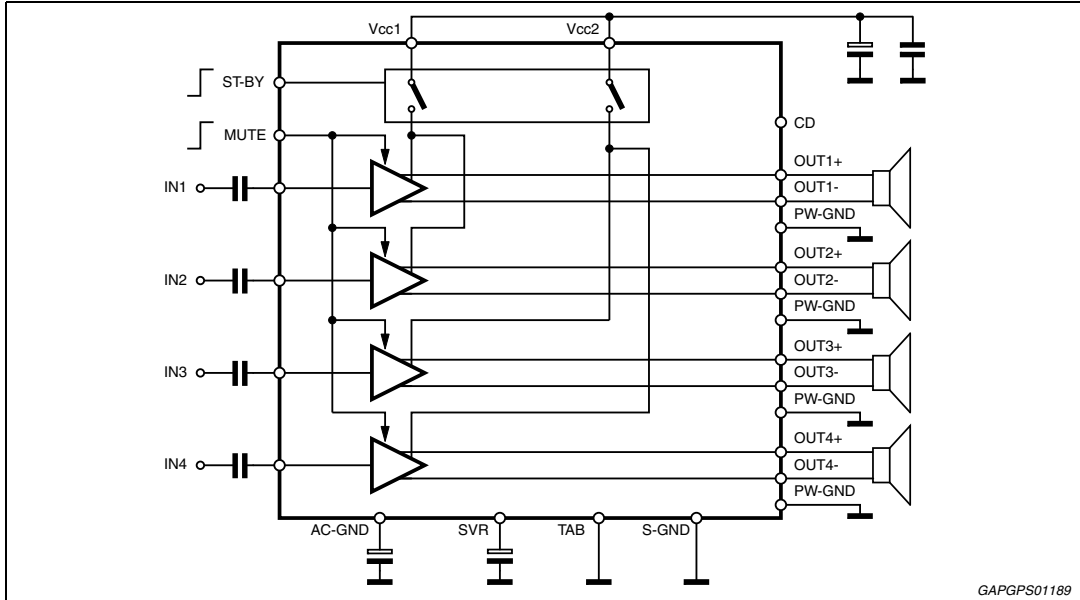 Vcc1
Vcc2
ST-BY
MUTE
CD
IN1
OUT1+
OUT1-
PW-GND
IN2
OUT2+
OUT2-
PW-GND
IN3
OUT3+
OUT3-
PW-GND
IN4
OUT4+
OUT4-
PW-GND
AC-GND
SVR
TAB
S-GND
GAPGPS01189